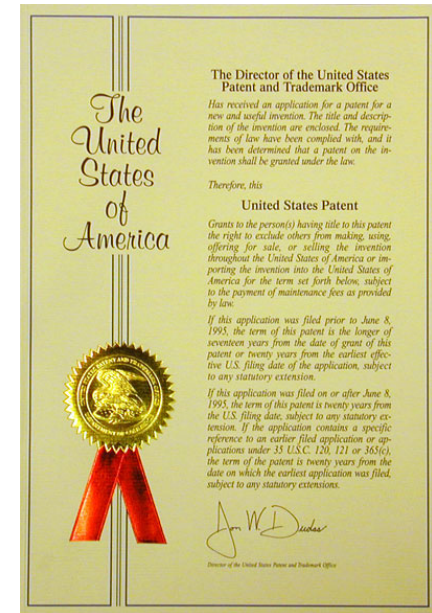 The
United
States
of
America
The Director of the United States
Patent and Trademark Office
Has received an application for a patent for a
new and useful invention. The title and descrip-
tion of the invention are enclosed. The require-
ments of law have been complied with, and it
has been determined that a patent on the in-
vention shall be granted under the law.
Therefore, this
United States Patent
Grants to the person(s) having title to this patent
the right to exclude others from making, using,
offering for sale, or selling the invention
throughout the United States of America or im-
porting the invention into the United States of
America for the term set forth below, subject
to the payment of maintenance fees as provided
by law.
If this application was filed prior to June 8,
1995, the term of this patent is the longer of
seventeen years from the date of grant of this
patent or twenty years from the earliest effec-
tive U.S. filing date of the application, subject
to any statutory extension.
If this application was filed on or after June 8,
1995, the term of this patent is twenty years from
the U.S. filing date, subject to any statutory ex-
tension. If the application contains a specific
reference to an earlier filed application or ap-
plications under 35 U.S.C. 120, 121 or 365(c),
the term of the patent is twenty years from the
date on which the earliest application was filed,
subject to any statutory extensions.
Jon W Dudas
Director of the United States Patent and Trademark Office